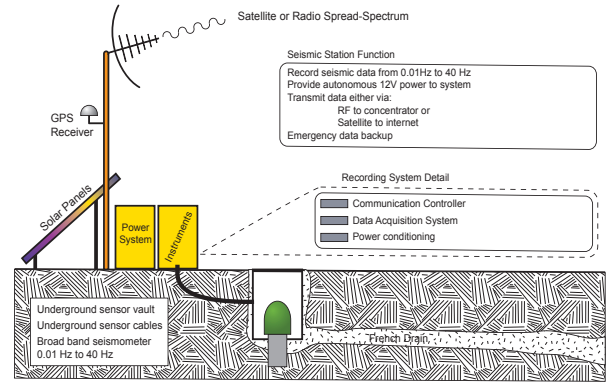 Satellite or Radio Spread-Spectrum
Seismic Station Function
Record seismic data from 0.01Hz to 40 Hz
Provide autonomous 12V power to system
Transmit data either via:
RF to concentrator or
Satellite to internet
Emergency data backup
GPS
Receiver
Recording System Detail
Communication Controller
Data Acquisition System
Power conditioning
Solar Panels
Power
System
Instruments
Underground sensor vault
Underground sensor cables
Broad band seismometer
0.01 Hz to 40 Hz
French Drain